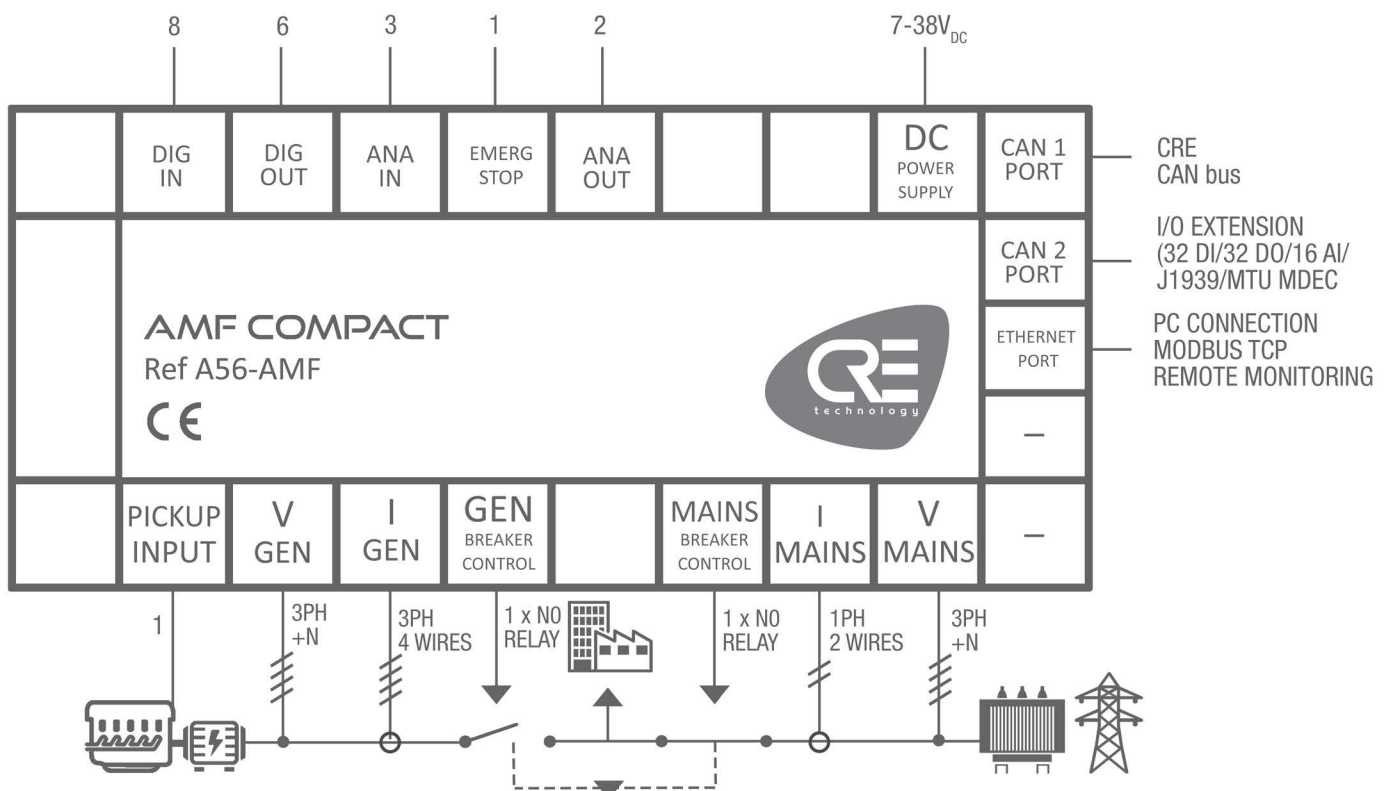 8
6
3
1
2
7-38VDC
DIG
IN
DIG
OUT
ANA
IN
EMERG
STOP
ANA
OUT
DC
POWER
SUPPLY
CAN 1
PORT
CRE
CAN bus
CAN 2
PORT
I/O EXTENSION
(32 DI/32 DO/16 AI/
J1939/MTU MDEC
ETHERNET
PORT
PC CONNECTION
MODBUS TCP
REMOTE MONITORING
AMF COMPACT
Ref A56-AMF
CE
CRE
technology
–
–
PICKUP
INPUT
V
GEN
I
GEN
GEN
BREAKER
CONTROL
MAINS
BREAKER
CONTROL
I
MAINS
V
MAINS
1
3PH
+N
3PH
4 WIRES
1 x NO
RELAY
1 x NO
RELAY
1PH
2 WIRES
3PH
+N